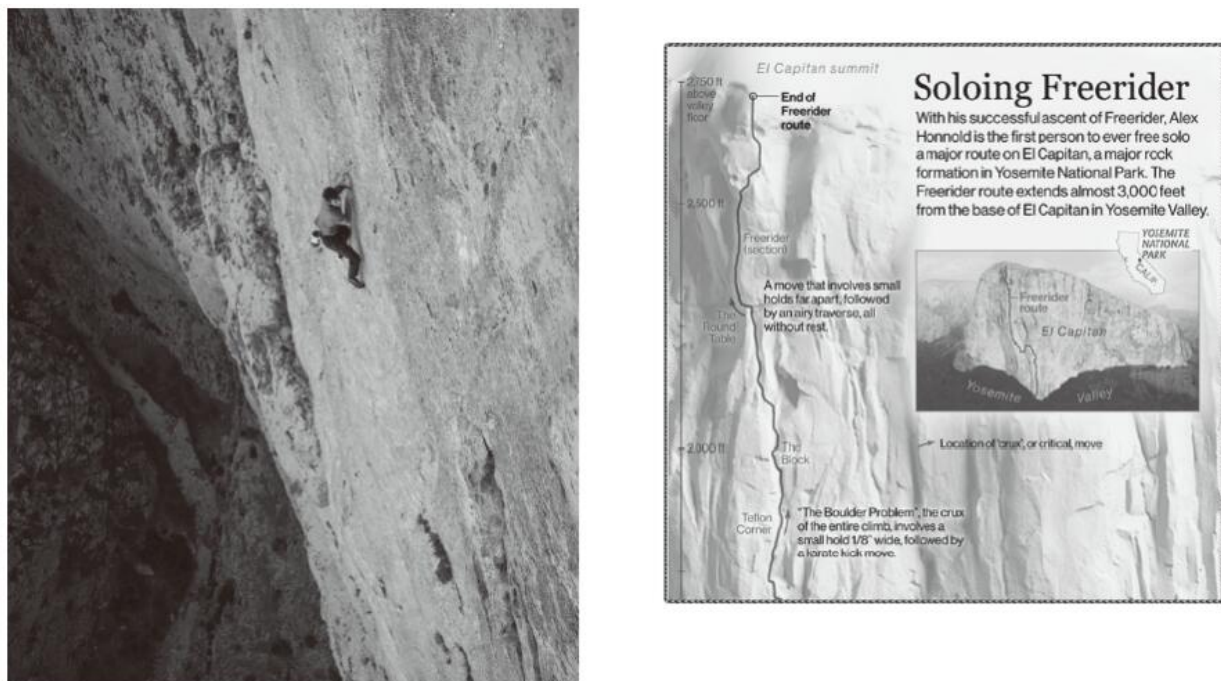 El Capitan summit
2,750 ft
above
valley
floor
End of
Freerider
route
Soloing Freerider
With his successful ascent of Freerider, Alex
Honnold is the first person to ever free solo
a major route on El Capitan, a major rock
formation in Yosemite National Park. The
Freerider route extends almost 3,000 feet
from the base of El Capitan in Yosemite Valley.
2,500 ft
Freerider
(section)
YOSEMITE
NATIONAL
PARK
CALIF.
A move that involves small
holds far apart, followed
by an airy traverse, all
without rest.
The
Round
Table
Freerider
route
El Capitan
Yosemite Valley
2,000 ft
The
Block
Location of "crux", or critical, move
Teflon
Corner
"The Boulder Problem", the crux
of the entire climb, involves a
small hold 1/8" wide, followed by
a karate kick move.